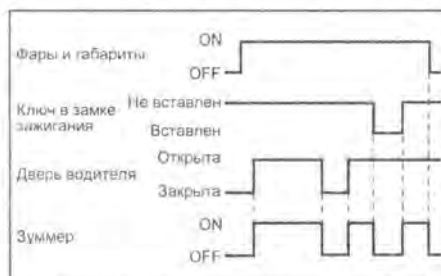 Фары и габариты
ON
OFF
Ключ в замке
зажигания
Не вставлен
Вставлен
Дверь водителя
Открыта
Закрыта
Зуммер
ON
OFF